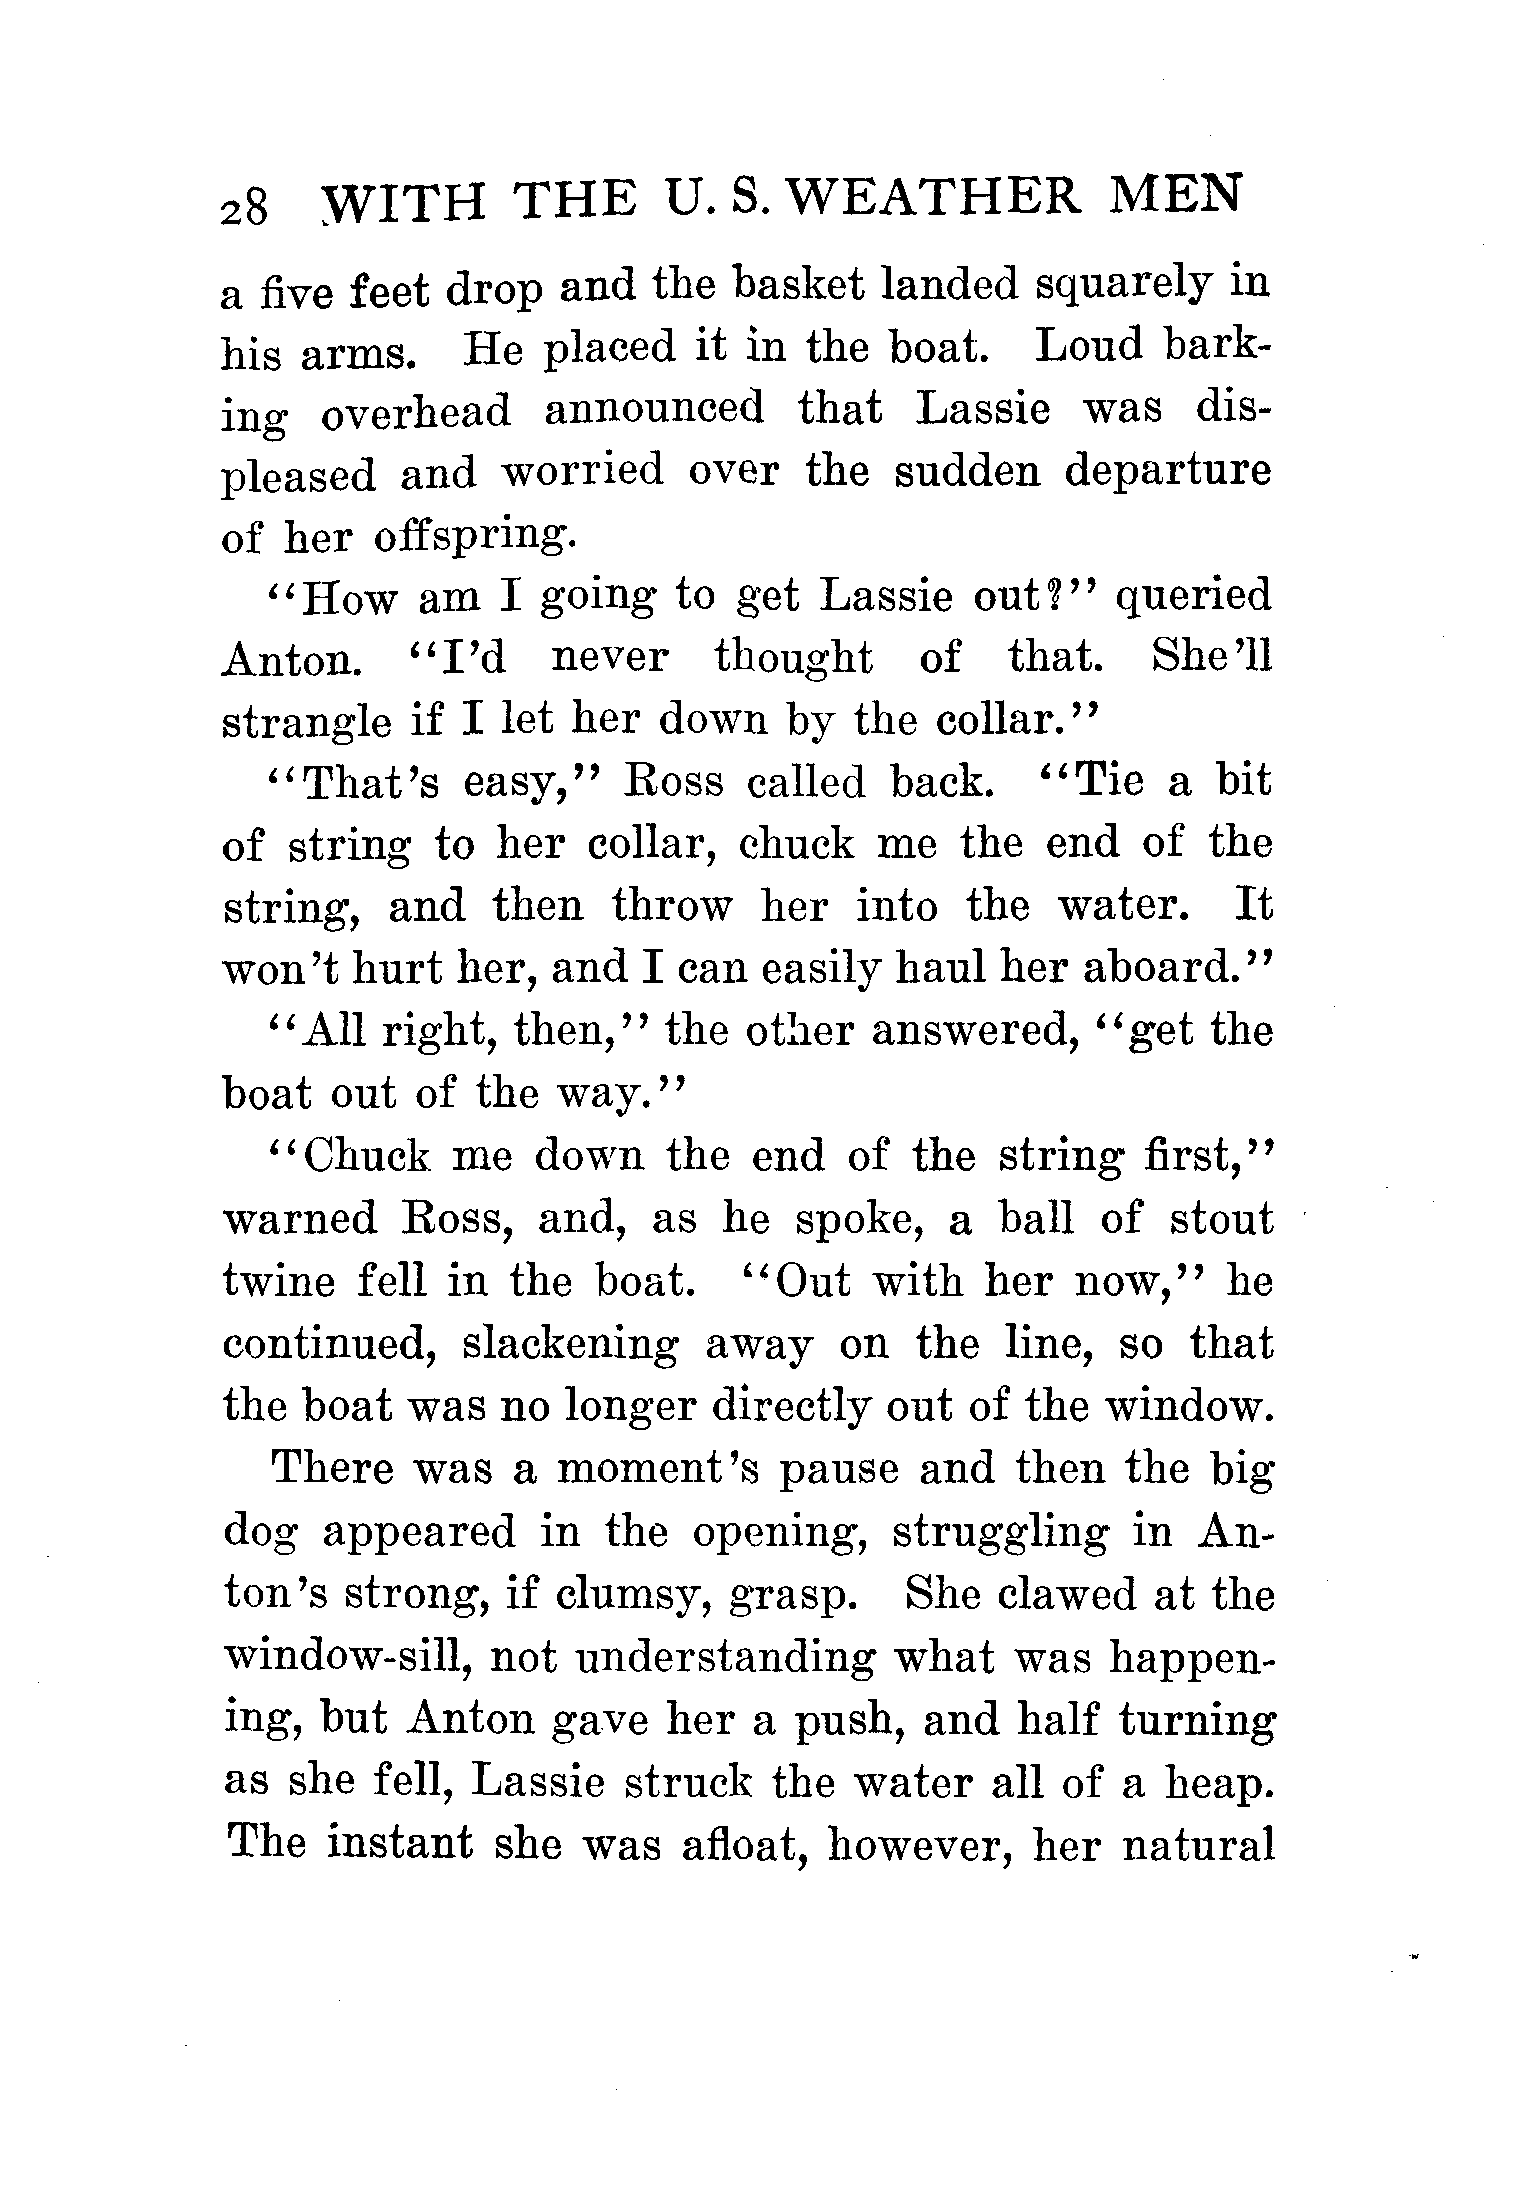 28 WITH THE U. S. WEATHER MEN
a five feet drop and the basket landed squarely in
his arms. He placed it in the boat. Loud bark-
ing overhead announced that Lassie was dis-
pleased and worried over the sudden departure
of her offspring.
"How am I going to get Lassie out?" queried
Anton. "I'd never thought of that. She'll
strangle if I let her down by the collar."
"That's easy," Ross called back. "Tie a bit
of string to her collar, chuck me the end of the
string, and then throw her into the water. It
won't hurt her, and I can easily haul her aboard."
"All right, then," the other answered, "get the
boat out of the way."
"Chuck me down the end of the string first,"
warned Ross, and, as he spoke, a ball of stout
twine fell in the boat. "Out with her now," he
continued, slackening away on the line, so that
the boat was no longer directly out of the window.
There was a moment's pause and then the big
dog appeared in the opening, struggling in An-
ton's strong, if clumsy, grasp. She clawed at the
window-sill, not understanding what was happen-
ing, but Anton gave her a push, and half turning
as she fell, Lassie struck the water all of a heap.
The instant she was afloat, however, her natural